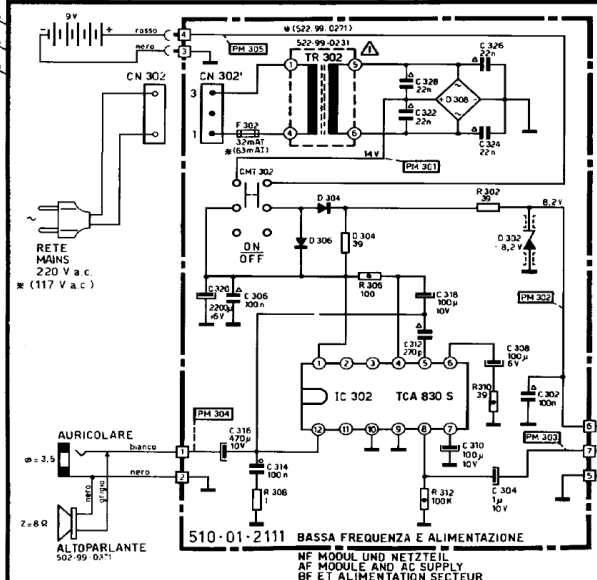 9V
rosso
4
* (522.99.0271)
PM 305
nero
3
522-99-0231
TR 302
C 326
22n
CN 302
CN 302'
1
5
C 328
22n
D 308
3
C 322
22n
F 302
32mAT
* (63mAT)
1
4
6
C 324
22n
14V
PM 301
CMT 302
R 302
39
8,2V
D 304
~
RETE
MAINS
220 V a.c.
* (117 V a.c.)
ON
OFF
D 306
D 304
39
D 302
8,2V
R 306
100
C 318
100µ
10V
C 320
2200µ
16V
C 306
100n
PM 302
C 312
270p
C 308
100µ
6V
1
2
3
4
5
6
IC 302
TCA 830 S
R 310
39
C 302
100n
PM 304
C 316
470µ
10V
12
11
10
9
8
7
6
AURICOLARE
bianco
1
PM 303
7
ø = 3,5
nero
2
C 314
100n
C 310
100µ
10V
5
nero
grigio
R 308
1
R 312
100K
C 304
1µ
10V
Z = 8 Ω
ALTOPARLANTE
502-99-0371
510-01-2111 BASSA FREQUENZA E ALIMENTAZIONE
NF MODUL UND NETZTEIL
AF MODULE AND AC SUPPLY
BF ET ALIMENTATION SECTEUR